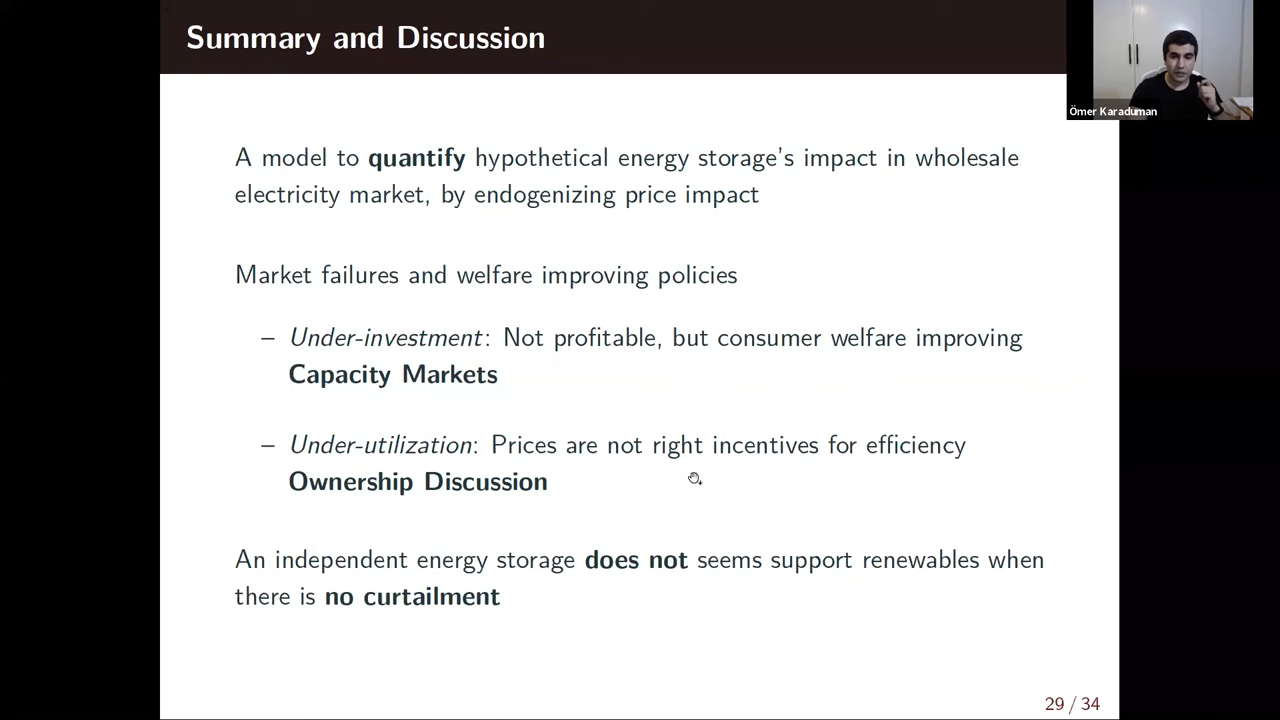 Summary and Discussion
Ömer Karaduman
A model to quantify hypothetical energy storage's impact in wholesale
electricity market, by endogenizing price impact
Market failures and welfare improving policies
– Under-investment: Not profitable, but consumer welfare improving
Capacity Markets
– Under-utilization: Prices are not right incentives for efficiency
Ownership Discussion
An independent energy storage does not seems support renewables when
there is no curtailment
29 / 34